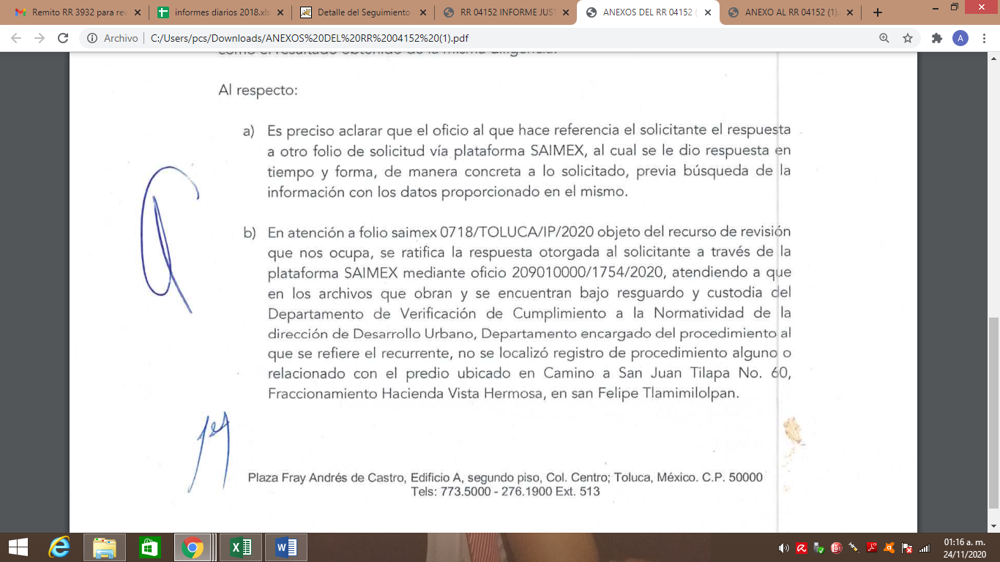 Remito RR 3932 para rev
informes diarios 2018.xls
Detalle del Seguimiento
RR 04152 INFORME JUST
ANEXOS DEL RR 04152 (
ANEXO AL RR 04152 (1).
Archivo
C:/Users/pcs/Downloads/ANEXOS%20DEL%20RR%2004152%20(1).pdf
A
como el resultado obtenido de la misma diligencia.
Al respecto:
a) Es preciso aclarar que el oficio al que hace referencia el solicitante el respuesta
a otro folio de solicitud vía plataforma SAIMEX, al cual se le dio respuesta en
tiempo y forma, de manera concreta a lo solicitado, previa búsqueda de la
información con los datos proporcionado en el mismo.
b) En atención a folio saimex 0718/TOLUCA/IP/2020 objeto del recurso de revisión
que nos ocupa, se ratifica la respuesta otorgada al solicitante a través de la
plataforma SAIMEX mediante oficio 209010000/1754/2020, atendiendo a que
en los archivos que obran y se encuentran bajo resguardo y custodia del
Departamento de Verificación de Cumplimiento a la Normatividad de la
dirección de Desarrollo Urbano, Departamento encargado del procedimiento al
que se refiere el recurrente, no se localizó registro de procedimiento alguno o
relacionado con el predio ubicado en Camino a San Juan Tilapa No. 60,
Fraccionamiento Hacienda Vista Hermosa, en san Felipe Tlamimilolpan.
Plaza Fray Andrés de Castro, Edificio A, segundo piso, Col. Centro; Toluca, México. C.P. 50000
Tels: 773.5000 - 276.1900 Ext. 513
01:16 a. m.
24/11/2020